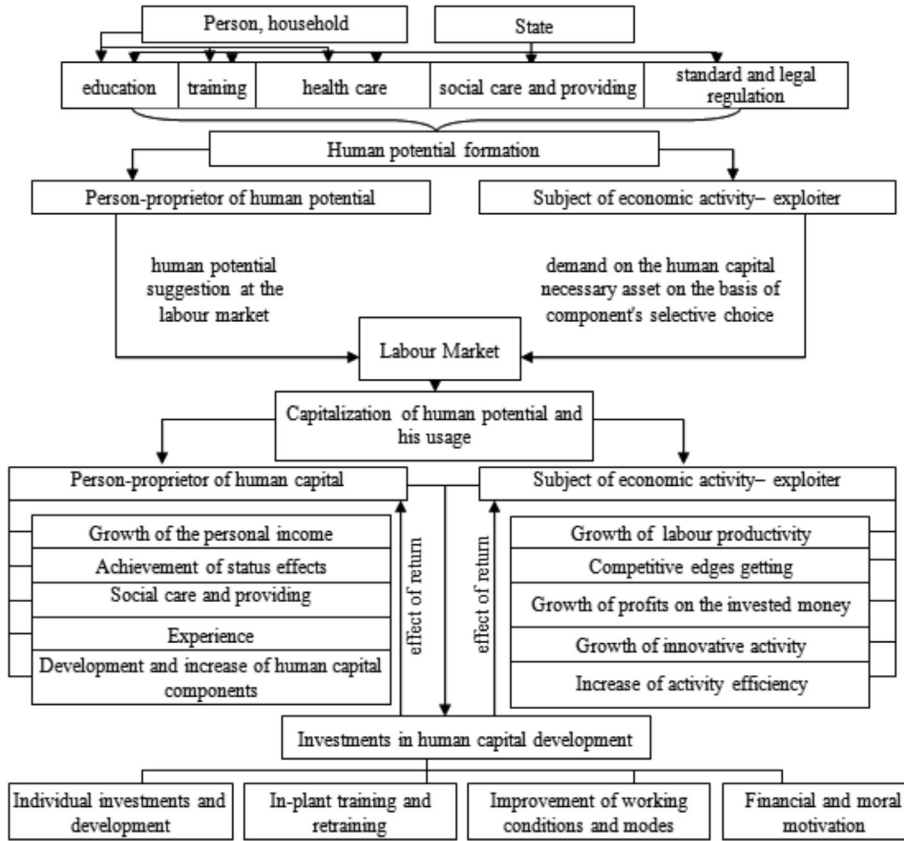 Person, household
State
education
training
health care
social care and providing
standard and legal
regulation
Human potential formation
Person-proprietor of human potential
Subject of economic activity– exploiter
human potential
suggestion at the
labour market
demand on the human capital
necessary asset on the basis of
component's selective choice
Labour Market
Capitalization of human potential and
his usage
Person-proprietor of human capital
Subject of economic activity– exploiter
Growth of the personal income
Achievement of status effects
Social care and providing
Experience
Development and increase of human capital
components
effect of return
effect of return
Growth of labour productivity
Competitive edges getting
Growth of profits on the invested money
Growth of innovative activity
Increase of activity efficiency
Investments in human capital development
Individual investments and
development
In-plant training and
retraining
Improvement of working
conditions and modes
Financial and moral
motivation